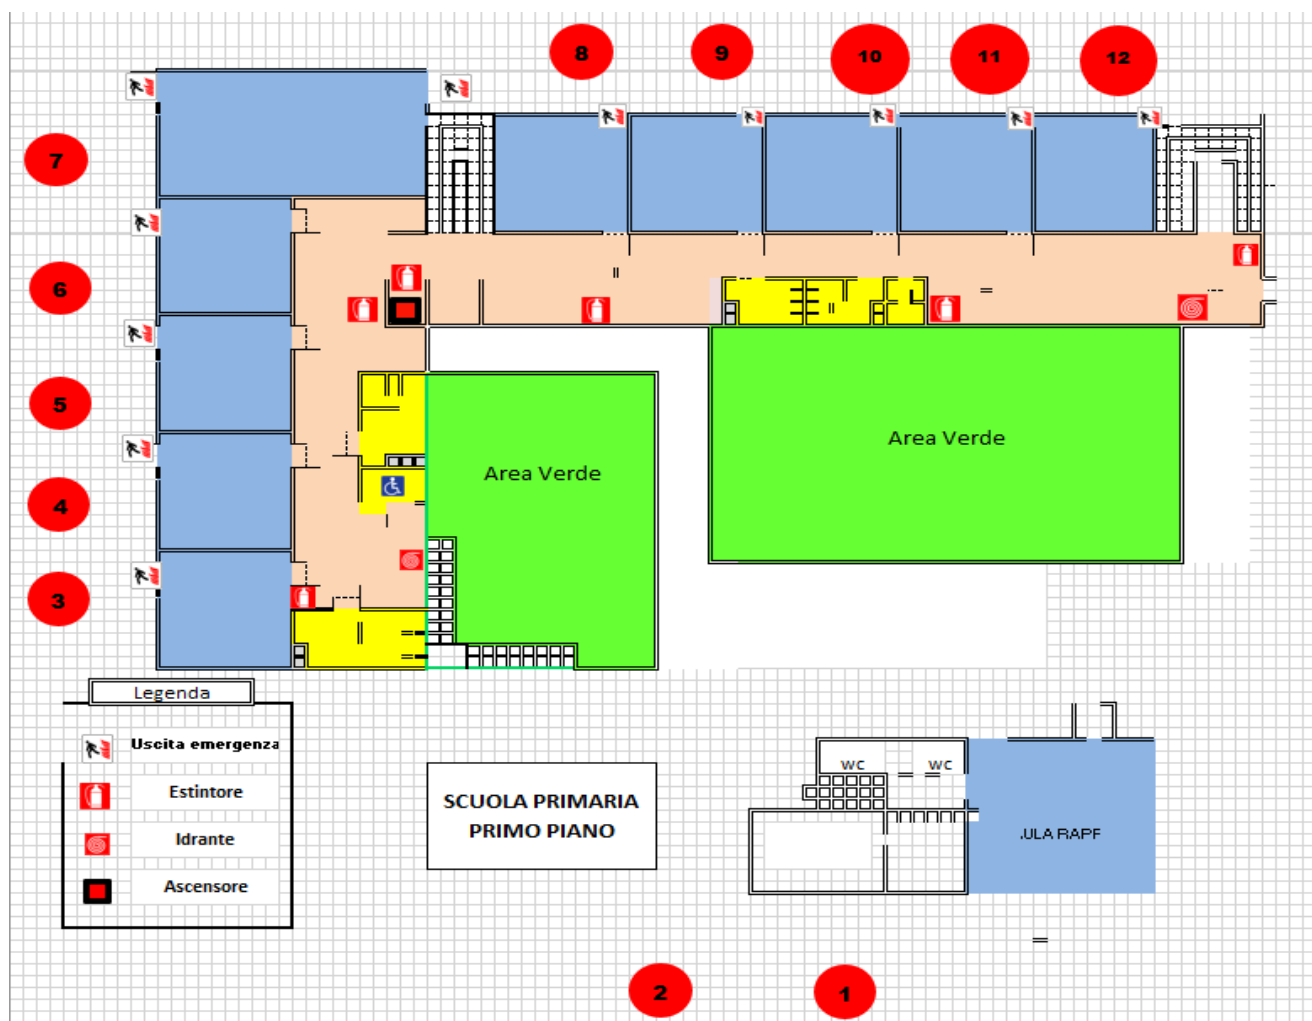 8
9
10
11
12
7
6
5
4
3
Area Verde
Area Verde
Legenda
Uscita emergenza
Estintore
Idrante
Ascensore
SCUOLA PRIMARIA
PRIMO PIANO
wc
wc
ULA RAPF
2
1